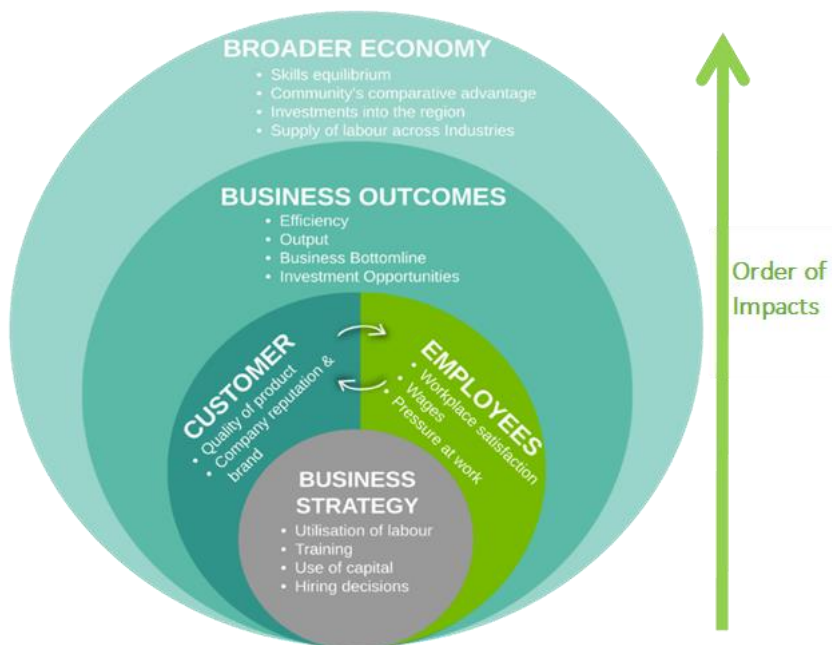 BROADER ECONOMY
• Skills equilibrium
• Community's comparative advantage
• Investments into the region
• Supply of labour across Industries
BUSINESS OUTCOMES
• Efficiency
• Output
• Business Bottomline
• Investment Opportunities
CUSTOMER
• Quality of product
• Company reputation &
brand
EMPLOYEES
• Workplace satisfaction
• Wages
• Pressure at work
BUSINESS
STRATEGY
• Utilisation of labour
• Training
• Use of capital
• Hiring decisions
Order of
Impacts